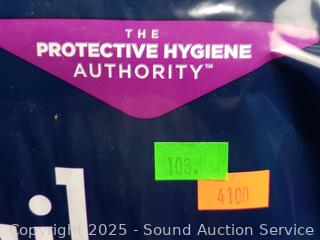 THE
PROTECTIVE HYGIENE
AUTHORITY™
103.
4100
Copyright 2025 - Sound Auction Service